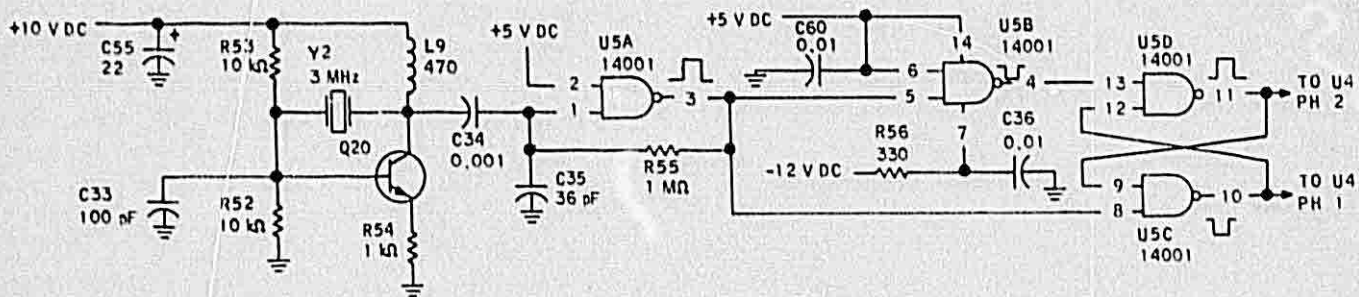 +10 V DC
C55
22
+
R53
10 kΩ
Y2
3 MHz
L9
470
Q20
C33
100 pF
R52
10 kΩ
R54
1 kΩ
C34
0,001
C35
36 pF
+5 V DC
2
1
U5A
14001
3
R55
1 MΩ
+5 V DC
C60
0,01
14
6
5
7
U5B
14001
4
R56
330
-12 V DC
C36
0,01
U5D
14001
13
12
11
TO U4
PH 2
9
8
10
TO U4
PH 1
U5C
14001